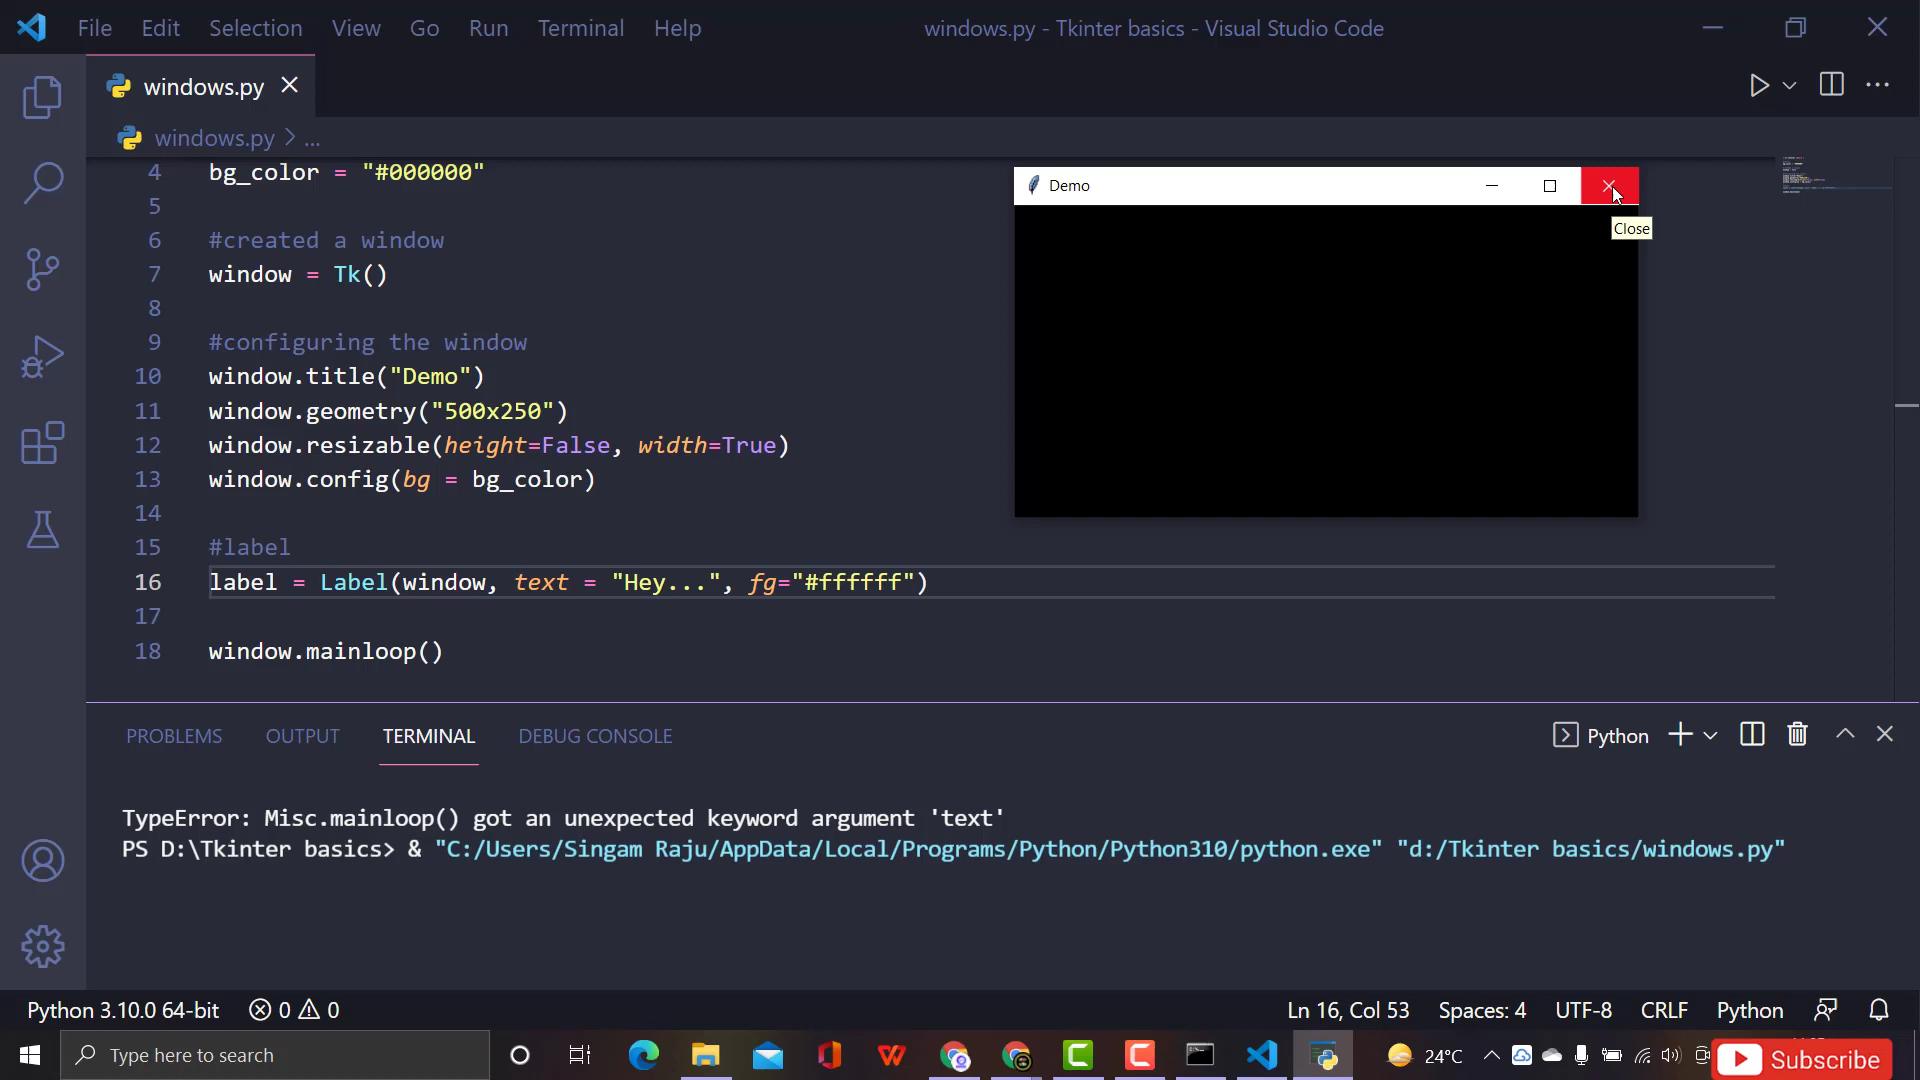 File Edit Selection View Go Run Terminal Help windows.py - Tkinter basics - Visual Studio Code
windows.py
windows.py > ...
4 bg_color = "#000000"
5
6 #created a window
7 window = Tk()
8
9 #configuring the window
10 window.title("Demo")
11 window.geometry("500x250")
12 window.resizable(height=False, width=True)
13 window.config(bg = bg_color)
14
15 #label
16 label = Label(window, text = "Hey...", fg="#ffffff")
17
18 window.mainloop()
Demo
Close
PROBLEMS OUTPUT TERMINAL DEBUG CONSOLE Python
TypeError: Misc.mainloop() got an unexpected keyword argument 'text'
PS D:\Tkinter basics> & "C:/Users/Singam Raju/AppData/Local/Programs/Python/Python310/python.exe" "d:/Tkinter basics/windows.py"
Python 3.10.0 64-bit 0 0 Ln 16, Col 53 Spaces: 4 UTF-8 CRLF Python
Type here to search 24°C Subscribe